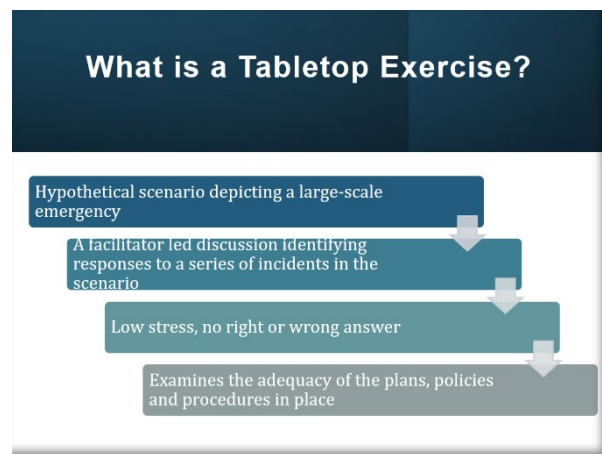 What is a Tabletop Exercise?
Hypothetical scenario depicting a large-scale
emergency
A facilitator led discussion identifying
responses to a series of incidents in the
scenario
Low stress, no right or wrong answer
Examines the adequacy of the plans, policies
and procedures in place